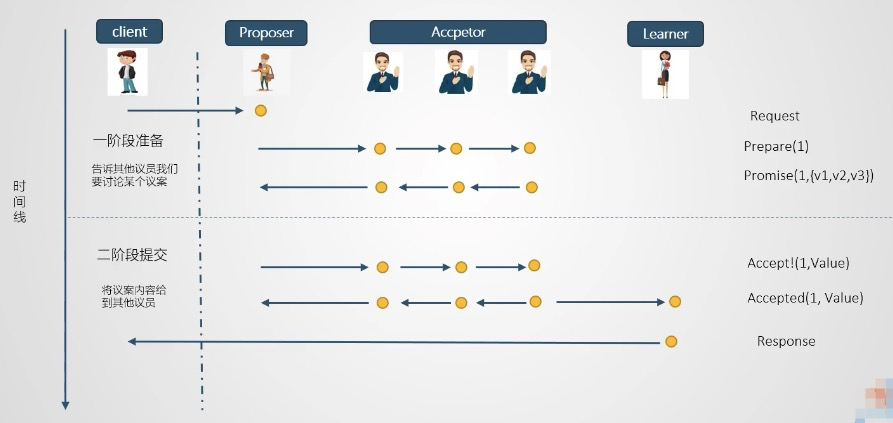 client
Proposer
Accpetor
Learner
Request
一阶段准备
Prepare(1)
告诉其他议员我们
要讨论某个议案
Promise(1,{v1,v2,v3})
时
间
线
二阶段提交
Accept!(1,Value)
将议案内容给
到其他议员
Accepted(1, Value)
Response